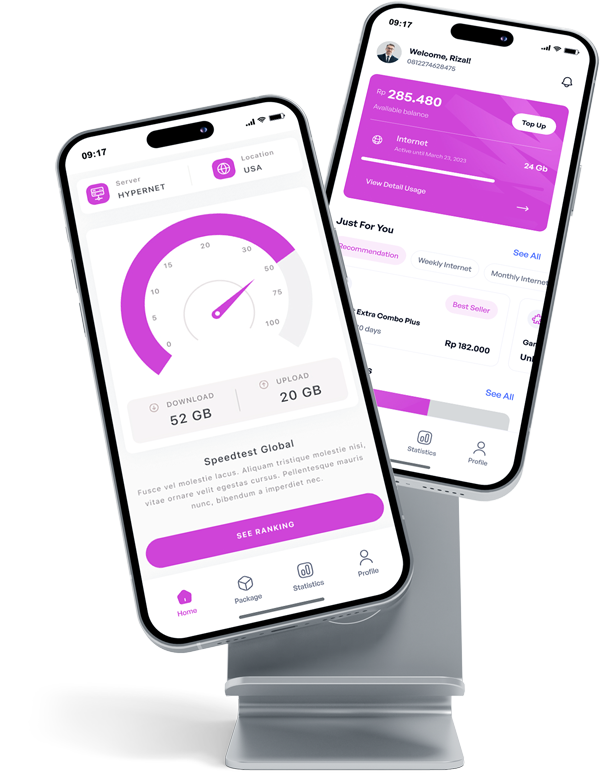 09:17
Server
HYPERNET
Location
USA
0
5
10
15
20
30
50
75
100
DOWNLOAD
52 GB
UPLOAD
20 GB
Speedtest Global
Fusce vel molestie lacus. Aliquam tristique molestie nisl,
vitae ornare velit egestas cursus. Pellentesque mauris
nunc, bibendum a imperdiet nec.
SEE RANKING
Home
Package
Statistics
Profile
09:17
Welcome, Rizal!
0812274628475
Rp 285.480
Available balance
Top Up
Internet
Active until March 23, 2023
24 Gb
View Detail Usage
Just For You
See All
Recommendation
Weekly Internet
Monthly Internet
Best Seller
Extra Combo Plus
days
Rp 182.000
See All
Statistics
Profile